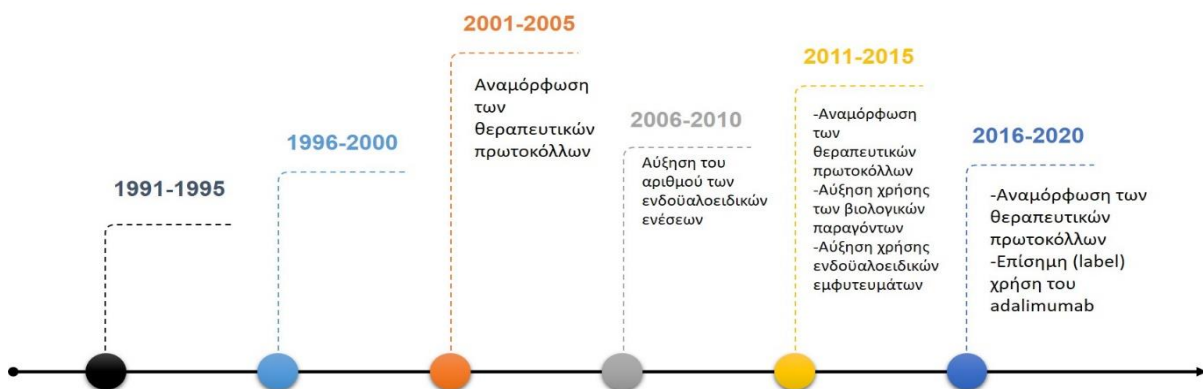 1991-1995
1996-2000
2001-2005
Αναμόρφωση
των
θεραπευτικών
πρωτοκόλλων
2006-2010
Αύξηση του
αριθμού των
ενδοϋαλοειδικών
ενέσεων
2011-2015
-Αναμόρφωση
των
θεραπευτικών
πρωτοκόλλων
-Αύξηση χρήσης
των βιολογικών
παραγόντων
-Αύξηση χρήσης
ενδοϋαλοειδικών
εμφυτευμάτων
2016-2020
-Αναμόρφωση των
θεραπευτικών
πρωτοκόλλων
-Επίσημη (label)
χρήση του
adalimumab